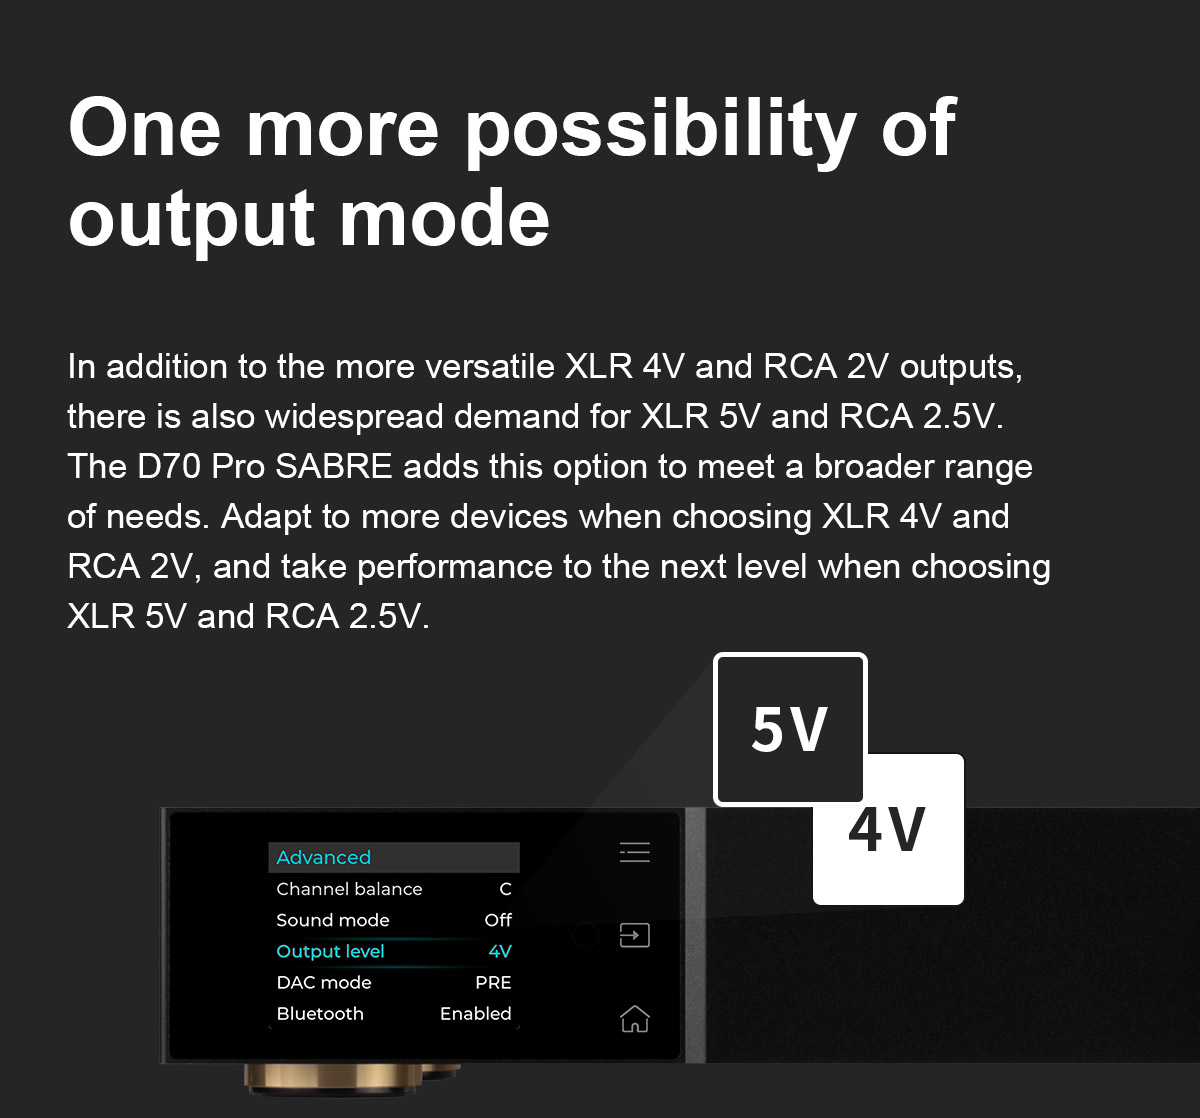 One more possibility of
output mode
In addition to the more versatile XLR 4V and RCA 2V outputs,
there is also widespread demand for XLR 5V and RCA 2.5V.
The D70 Pro SABRE adds this option to meet a broader range
of needs. Adapt to more devices when choosing XLR 4V and
RCA 2V, and take performance to the next level when choosing
XLR 5V and RCA 2.5V.
5V
4V
Advanced
Channel balance C
Sound mode Off
Output level 4V
DAC mode PRE
Bluetooth Enabled